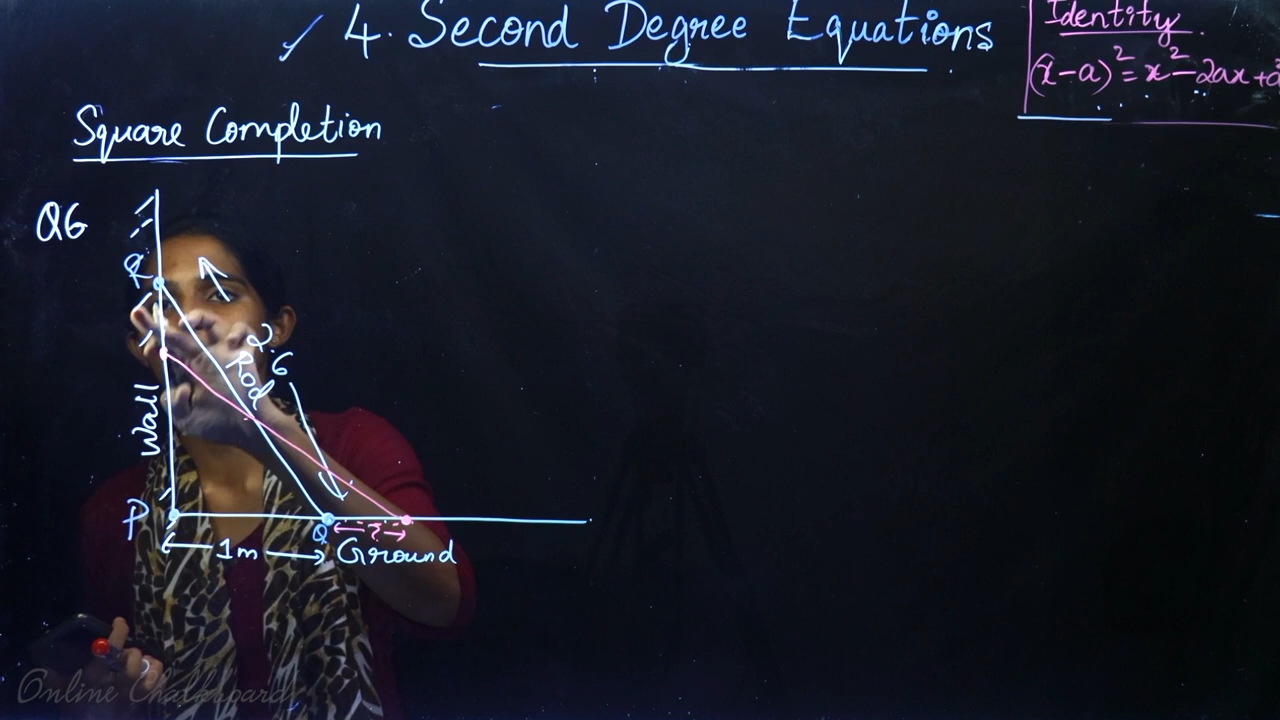 4. Second Degree Equations
Identity
(x-a)²=x²-2ax+a²
Square Completion
Q6
R
2.6
Rod
Wall
P
Q
?
1m
Ground
Online Chalkboard